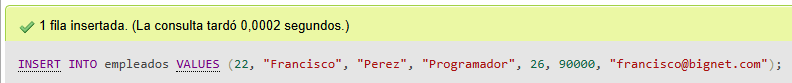 1 fila insertada. (La consulta tardó 0,0002 segundos.)
INSERT INTO empleados VALUES (22, "Francisco", "Perez", "Programador", 26, 90000, "francisco@bignet.com");